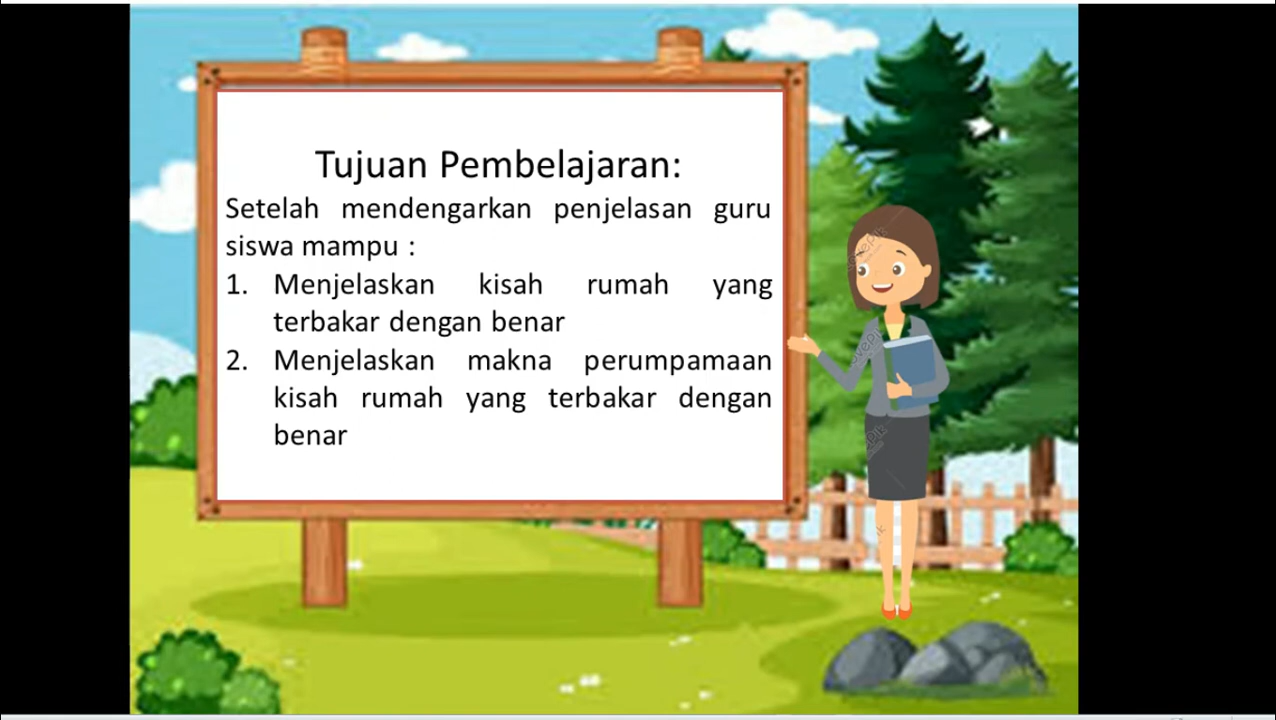 Tujuan Pembelajaran:
Setelah mendengarkan penjelasan guru
siswa mampu :
1. Menjelaskan kisah rumah yang
terbakar dengan benar
2. Menjelaskan makna perumpamaan
kisah rumah yang terbakar dengan
benar